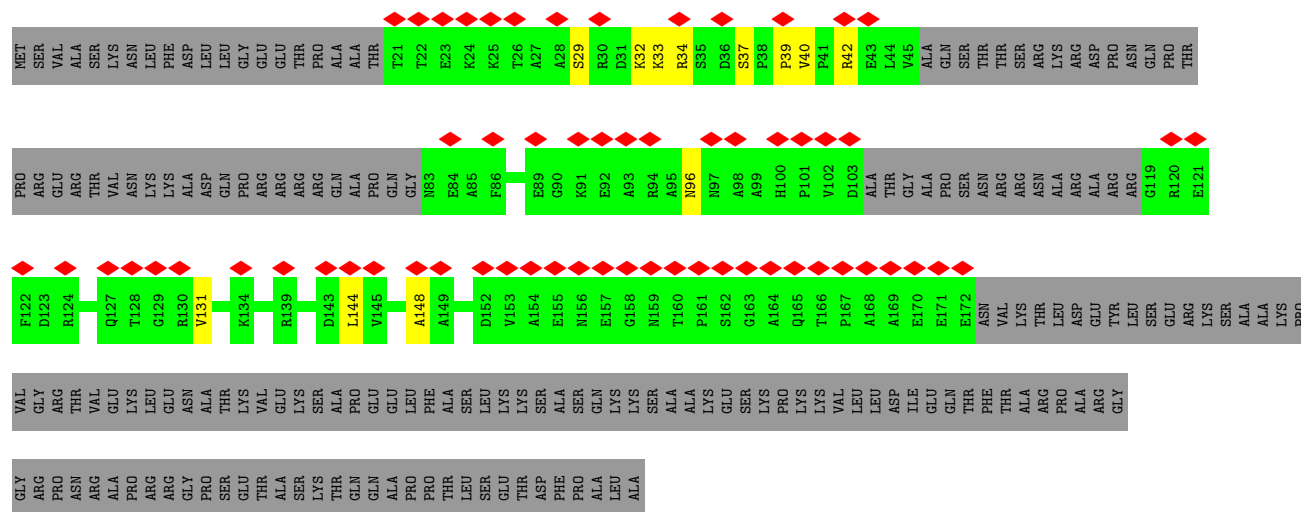 MET SER VAL ALA SER LYS ASN LEU PHE ASP LEU LEU GLY GLU GLU THR PRO ALA ALA THR T21 T22 E23 K24 K25 T26 A27 A28 S29 R30 D31 K32 K33 R34 S35 D36 S37 P38 P39 V40 P41 R42 E43 L44 V45 ALA GLN SER THR THR SER ARG LYS ARG ASP PRO ASN GLN PRO THR
PRO ARG GLU ARG THR VAL ASN LYS LYS ALA ASP GLN PRO ARG ARG ARG ARG GLN ALA PRO GLN GLY N83 E84 A85 F86 E89 G90 K91 E92 A93 R94 A95 N96 N97 A98 A99 H100 P101 V102 D103 ALA THR GLY ALA PRO SER ASN ARG ARG ASN ALA ARG ALA ARG ARG G119 R120 E121
F122 D123 R124 Q127 T128 G129 R130 V131 K134 R139 D143 L144 V145 A148 A149 D152 V153 A154 E155 N156 E157 G158 N159 T160 P161 S162 G163 A164 Q165 T166 P167 A168 A169 E170 E171 E172 ASN VAL LYS THR LEU ASP GLU TYR LEU SER GLU ARG LYS SER ALA ALA LYS PRO
VAL GLY ARG THR VAL GLU LYS LEU GLU ASN ALA THR LYS VAL GLU LYS SER ALA PRO GLU GLU LEU PHE ALA SER LEU LYS LYS SER ALA SER GLN LYS LYS SER ALA ALA LYS GLU SER LYS PRO LYS LYS VAL LEU LEU ASP ILE GLU GLN THR PHE THR ALA ARG PRO ALA ARG GLY
GLY ARG PRO ASN ARG ALA PRO ARG ARG GLY PRO SER GLU THR ALA SER LYS THR GLN GLN ALA PRO PRO THR LEU SER GLU THR ASP PHE PRO ALA LEU ALA